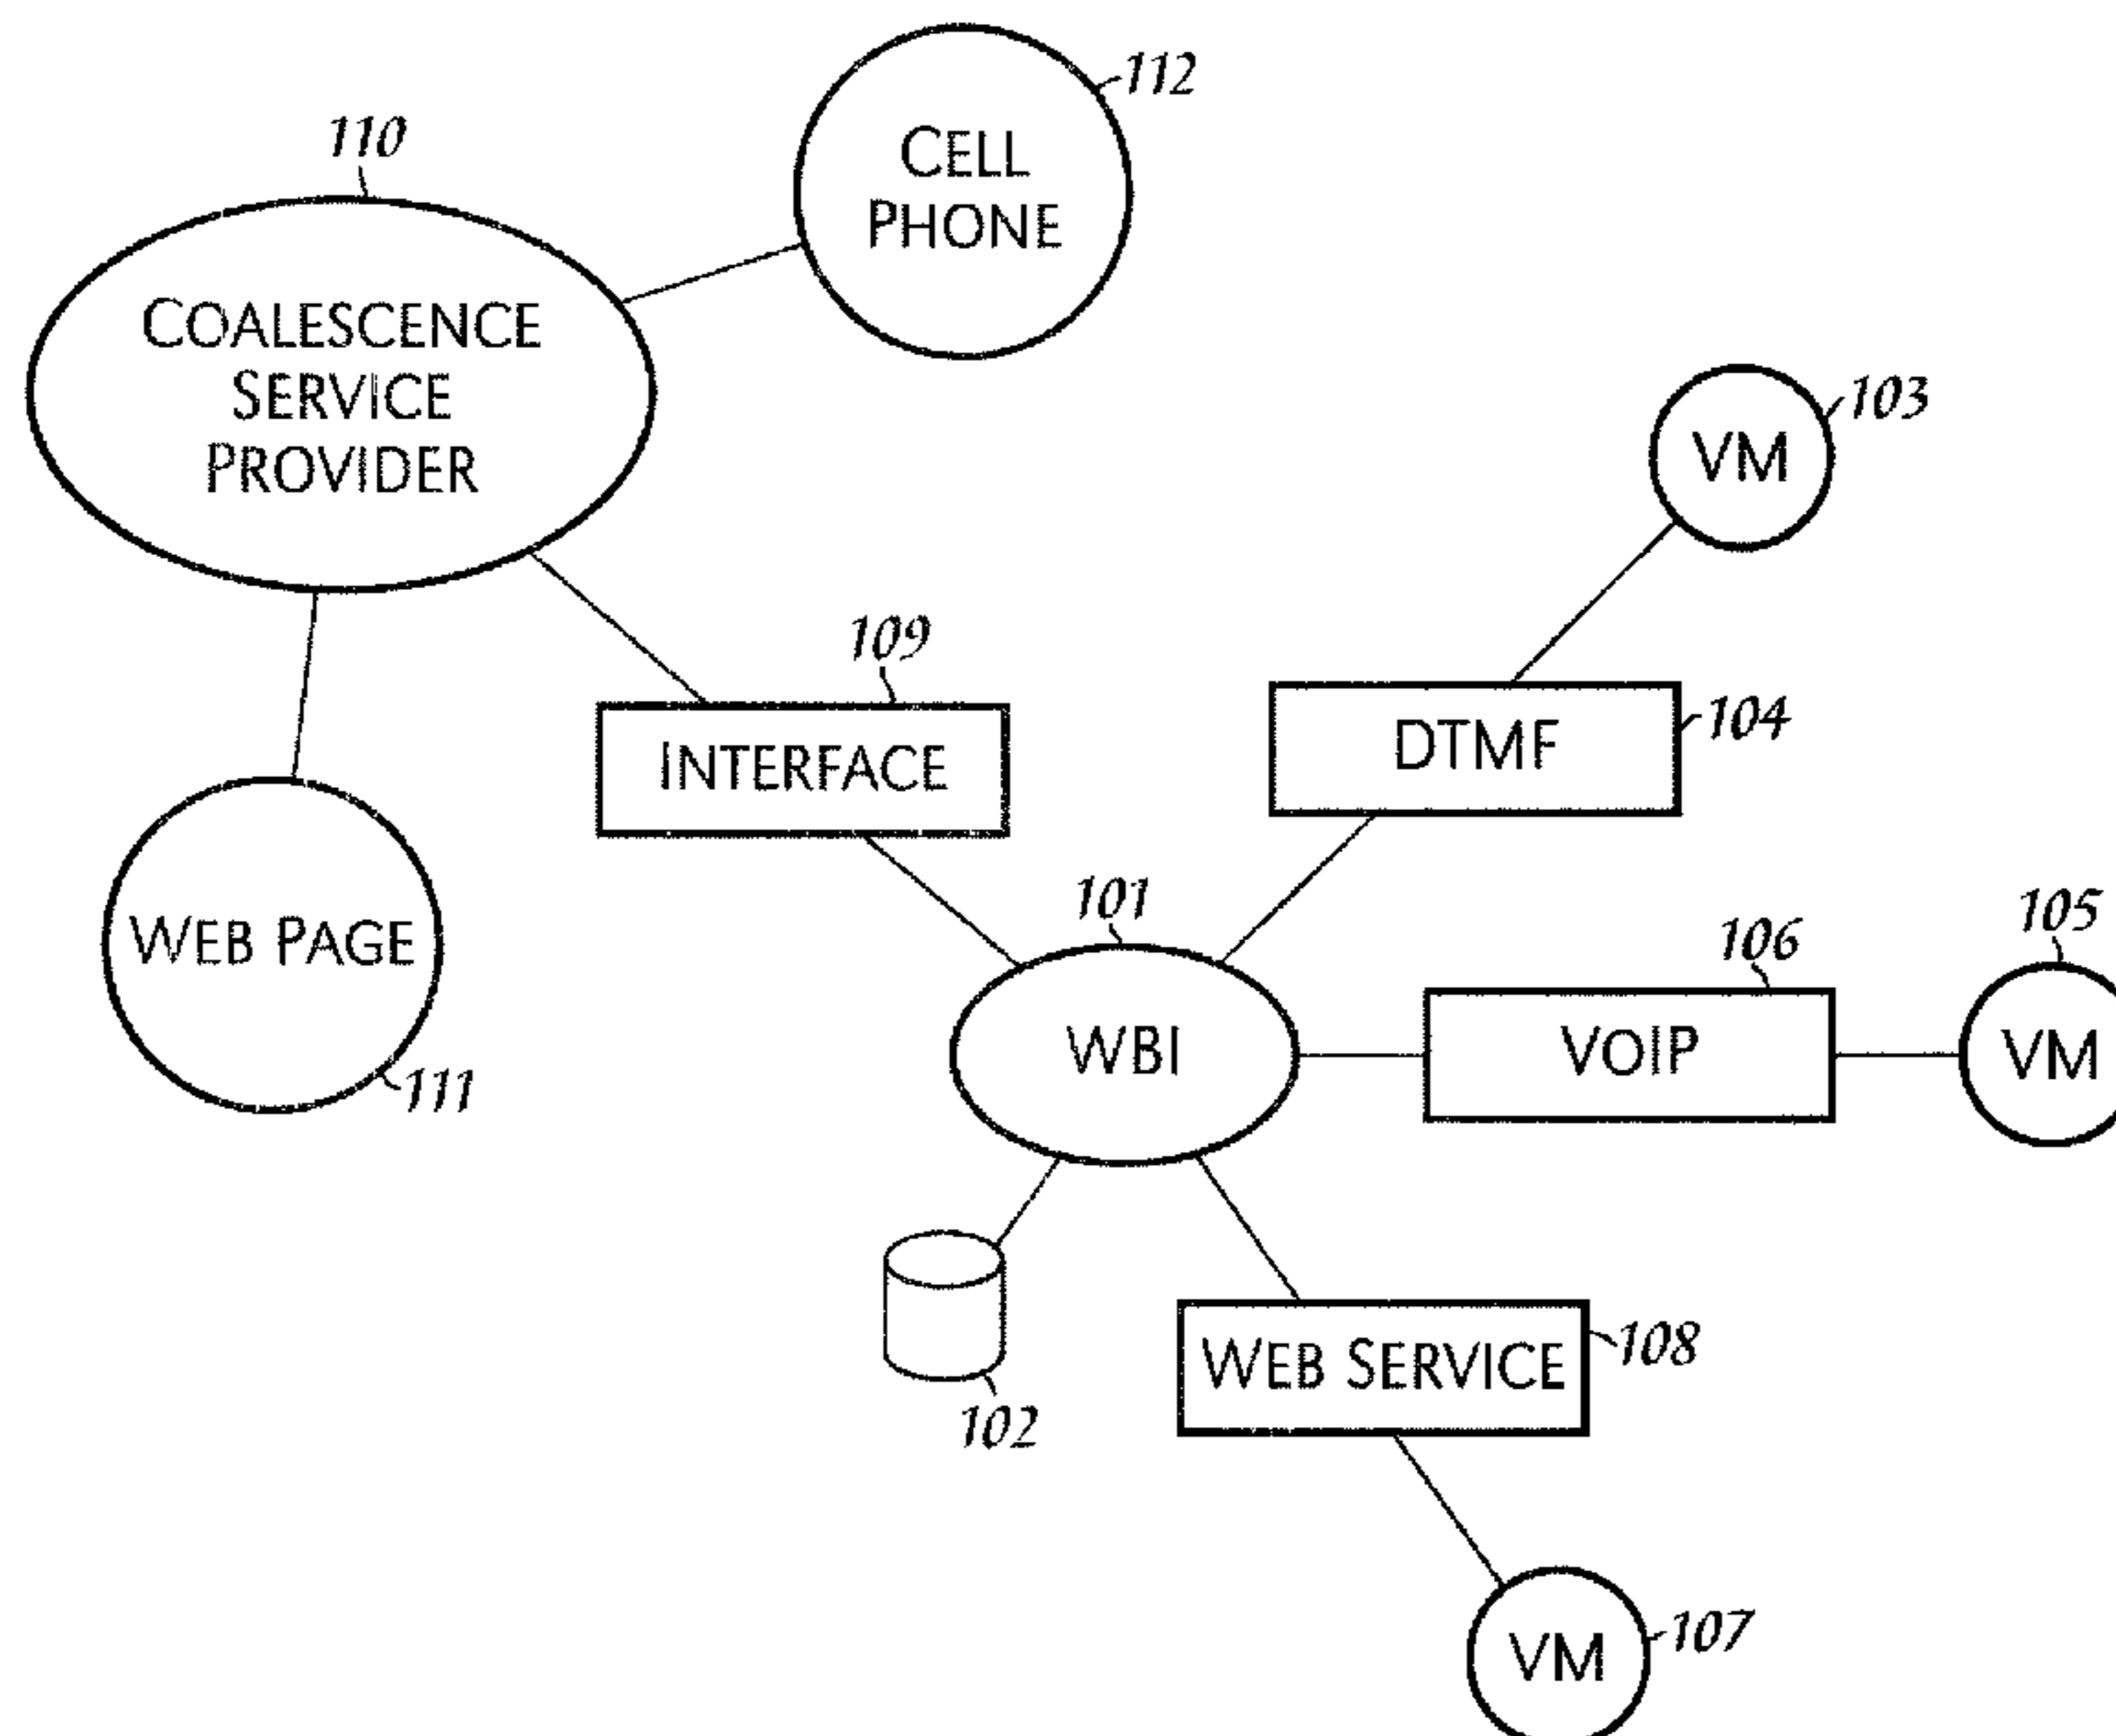 112
CELL
PHONE
110
COALESCENCE
SERVICE
PROVIDER
103
VM
109
INTERFACE
104
DTMF
101
WBI
106
VOIP
105
VM
WEB PAGE
111
102
108
WEB SERVICE
107
VM